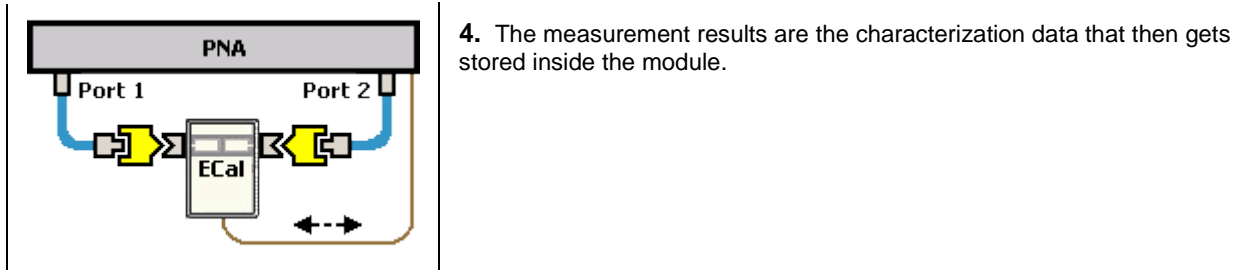 PNA
Port 1
Port 2
ECal
4. The measurement results are the characterization data that then gets
stored inside the module.